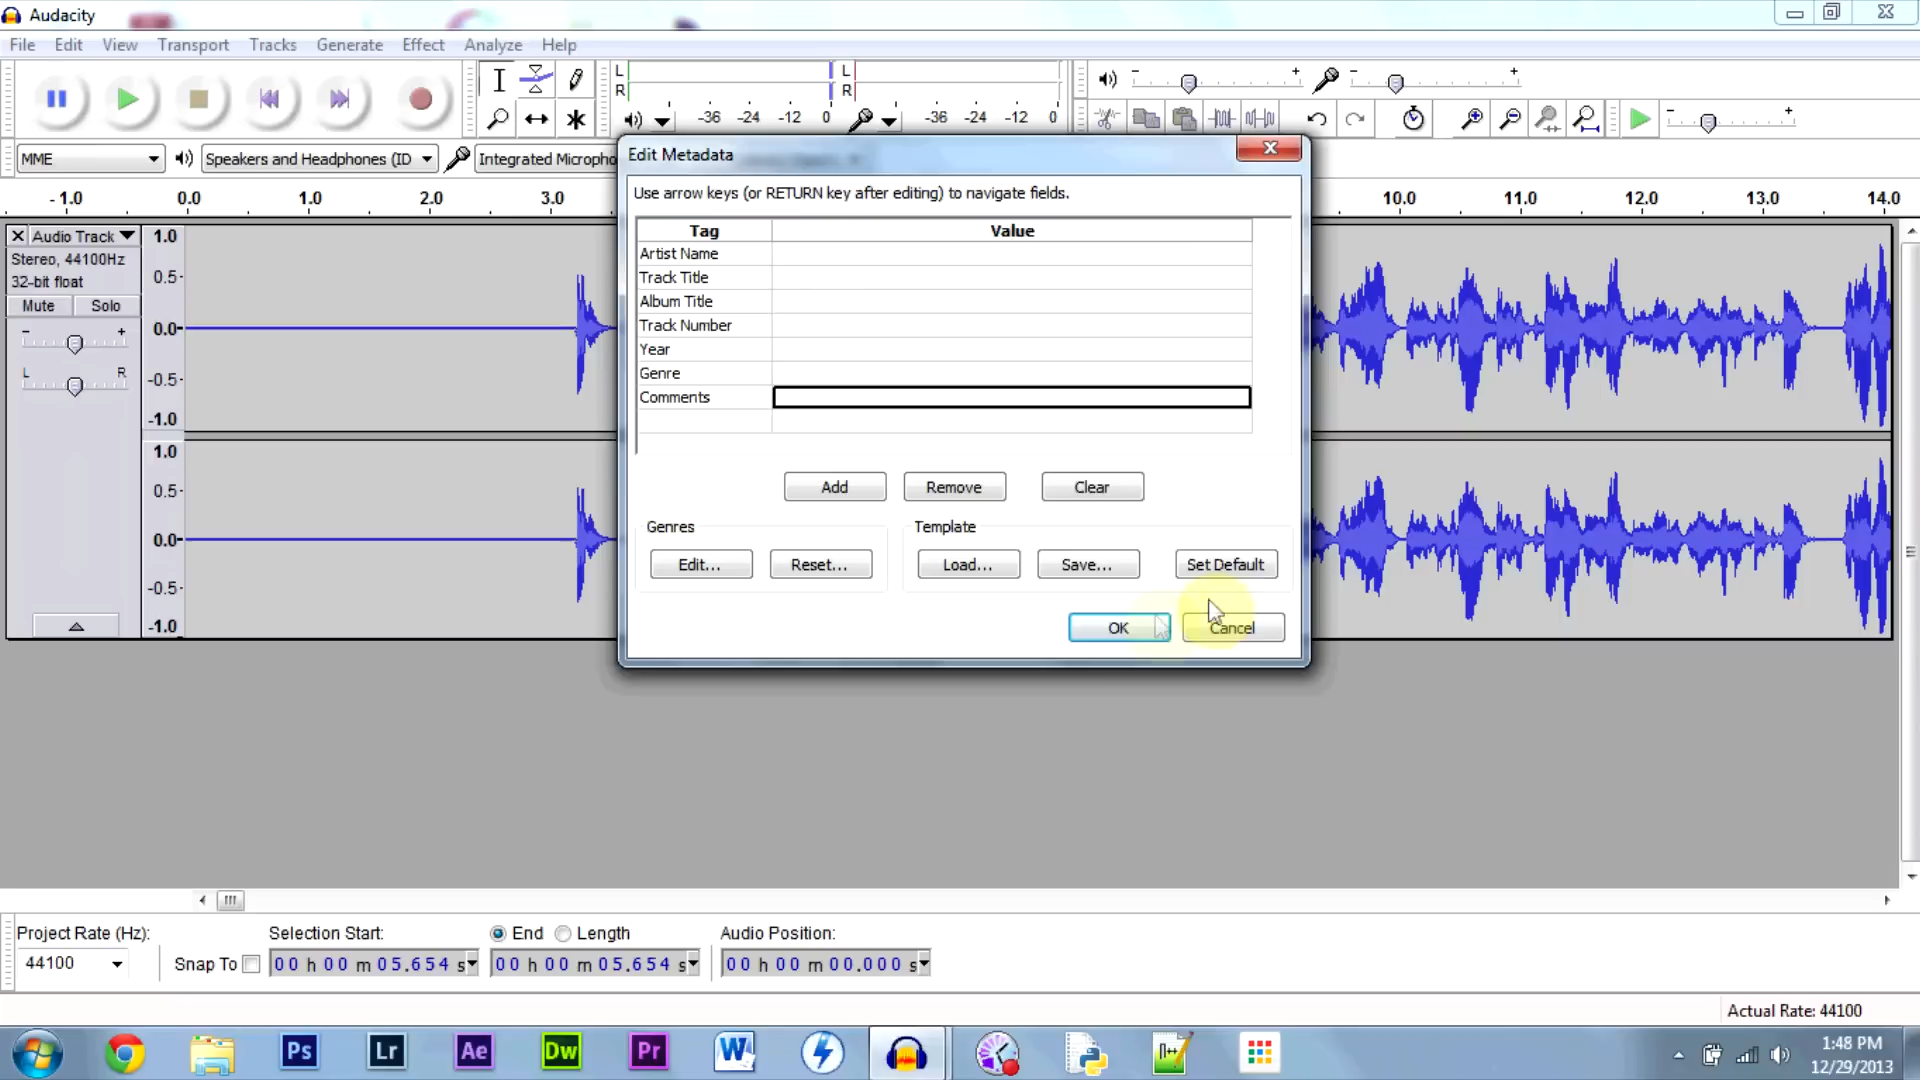 Audacity
File Edit View Transport Tracks Generate Effect Analyze Help
L R -36 -24 -12 0 L R -36 -24 -12 0
- + - + - +
MME Speakers and Headphones (ID Integrated Micropho
-1.0 0.0 1.0 2.0 3.0 10.0 11.0 12.0 13.0 14.0
Edit Metadata
Use arrow keys (or RETURN key after editing) to navigate fields.
Tag Value
Artist Name
Track Title
Album Title
Track Number
Year
Genre
Comments
Add Remove Clear
Genres Template
Edit... Reset... Load... Save... Set Default
OK Cancel
X Audio Track 1.0
Stereo, 44100Hz
32-bit float 0.5
Mute Solo
- + 0.0
L R -0.5
-1.0
1.0
0.5
0.0
-0.5
-1.0
Project Rate (Hz): Selection Start: End Length Audio Position:
44100 Snap To 00 h 00 m 05.654 s 00 h 00 m 05.654 s 00 h 00 m 00.000 s
Actual Rate: 44100
Ps Lr Ae Dw Pr W
1:48 PM
12/29/2013